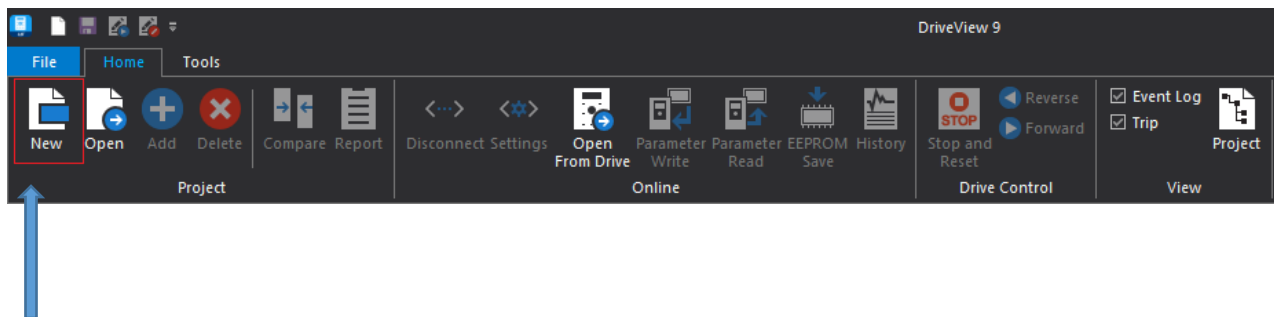 DriveView 9
File Home Tools
New Open Add Delete Compare Report Disconnect Settings Open From Drive Parameter Write Parameter Read EEPROM Save History STOP Stop and Reset Reverse Forward Event Log Trip Project
Project Online Drive Control View